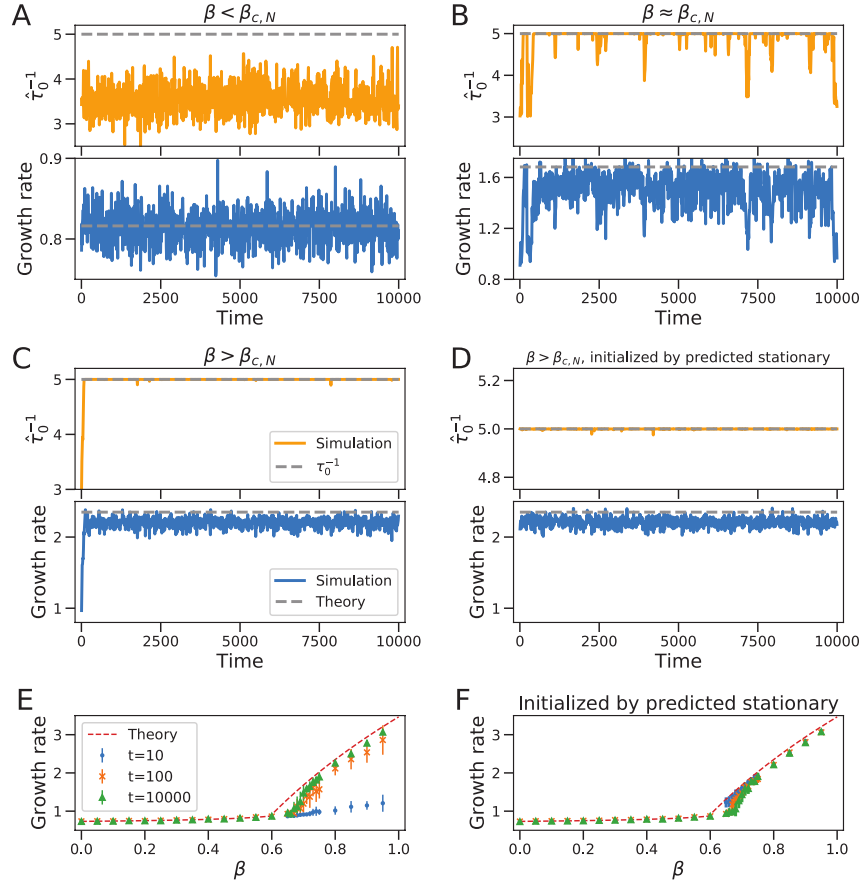 A
β < βc,N
τ̂0⁻¹
5
4
3
Growth rate
0.9
0.8
0
2500
5000
7500
10000
Time
B
β ≈ βc,N
τ̂0⁻¹
5
4
3
Growth rate
1.6
1.2
0.8
0
2500
5000
7500
10000
Time
C
β > βc,N
τ̂0⁻¹
5
4
3
Simulation
τ0⁻¹
Growth rate
2
1
Simulation
Theory
0
2500
5000
7500
10000
Time
D
β > βc,N, initialized by predicted stationary
τ̂0⁻¹
5.2
5.0
4.8
Growth rate
2
1
0
2500
5000
7500
10000
Time
E
Growth rate
3
2
1
Theory
t=10
t=100
t=10000
0.0
0.2
0.4
0.6
0.8
1.0
β
F
Initialized by predicted stationary
Growth rate
3
2
1
0.0
0.2
0.4
0.6
0.8
1.0
β